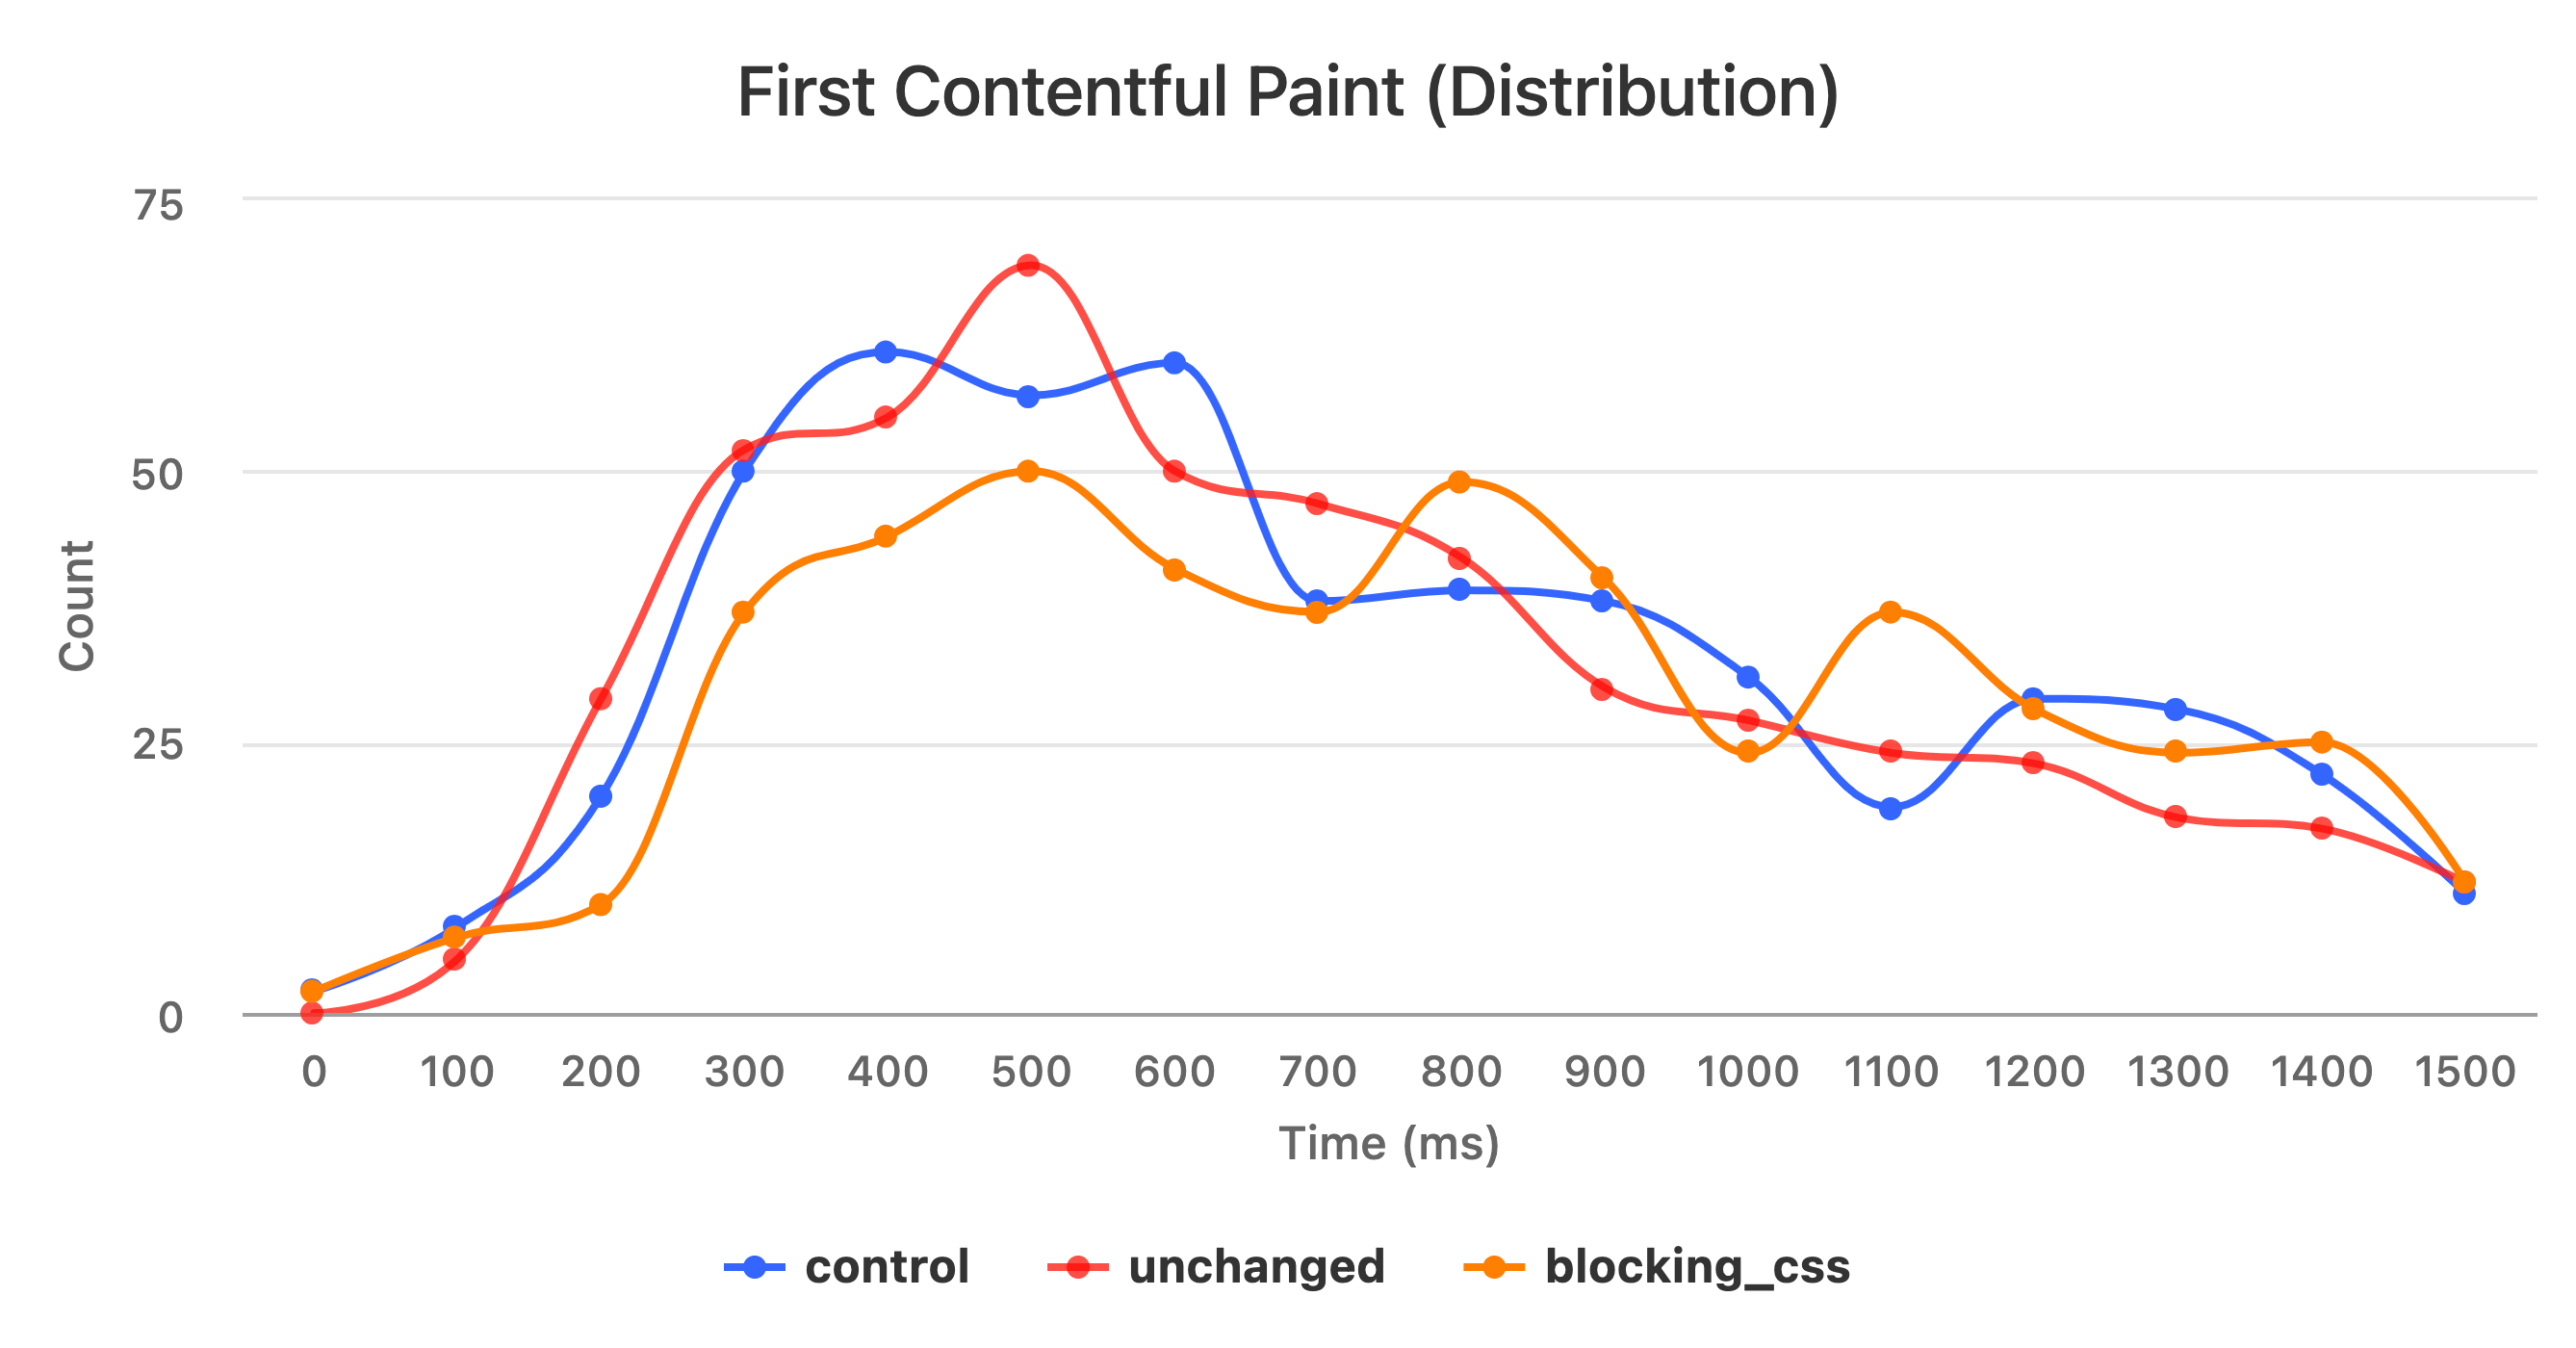 First Contentful Paint (Distribution)
75
50
25
0
Count
0 100 200 300 400 500 600 700 800 900 1000 1100 1200 1300 1400 1500
Time (ms)
control unchanged blocking_css